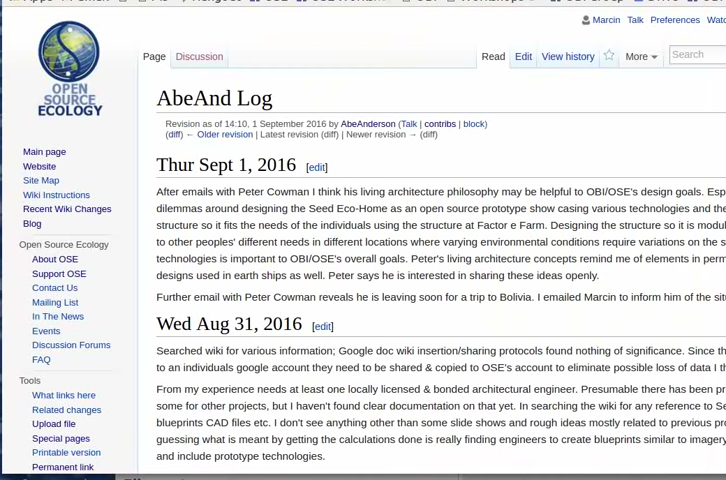 Marcin Talk Preferences
OPEN
SOURCE
ECOLOGY
Page Discussion Read Edit View history More Search
AbeAnd Log
Revision as of 14:10, 1 September 2016 by AbeAnderson (Talk | contribs | block)
(diff) ← Older revision | Latest revision (diff) | Newer revision → (diff)
Main page
Website
Site Map
Wiki Instructions
Recent Wiki Changes
Blog
Open Source Ecology
About OSE
Support OSE
Contact Us
Mailing List
In The News
Events
Discussion Forums
FAQ
Tools
What links here
Related changes
Upload file
Special pages
Printable version
Permanent link
Thur Sept 1, 2016 [edit]
After emails with Peter Cowman I think his living architecture philosophy may be helpful to OBI/OSE's design goals. Esp
dilemmas around designing the Seed Eco-Home as an open source prototype show casing various technologies and the
structure so it fits the needs of the individuals using the structure at Factor e Farm. Designing the structure so it is modul
to other peoples' different needs in different locations where varying environmental conditions require variations on the s
technologies is important to OBI/OSE's overall goals. Peter's living architecture concepts remind me of elements in perm
designs used in earth ships as well. Peter says he is interested in sharing these ideas openly.
Further email with Peter Cowman reveals he is leaving soon for a trip to Bolivia. I emailed Marcin to inform him of the sit
Wed Aug 31, 2016 [edit]
Searched wiki for various information; Google doc wiki insertion/sharing protocols found nothing of significance. Since th
to an individuals google account they need to be shared & copied to OSE's account to eliminate possible loss of data I th
From my experience needs at least one locally licensed & bonded architectural engineer. Presumable there has been pr
some for other projects, but I haven't found clear documentation on that yet. In searching the wiki for any reference to Se
blueprints CAD files etc. I don't see anything other than some slide shows and rough ideas mostly related to previous pro
guessing what is meant by getting the calculations done is really finding engineers to create blueprints similar to imagery
and include prototype technologies.